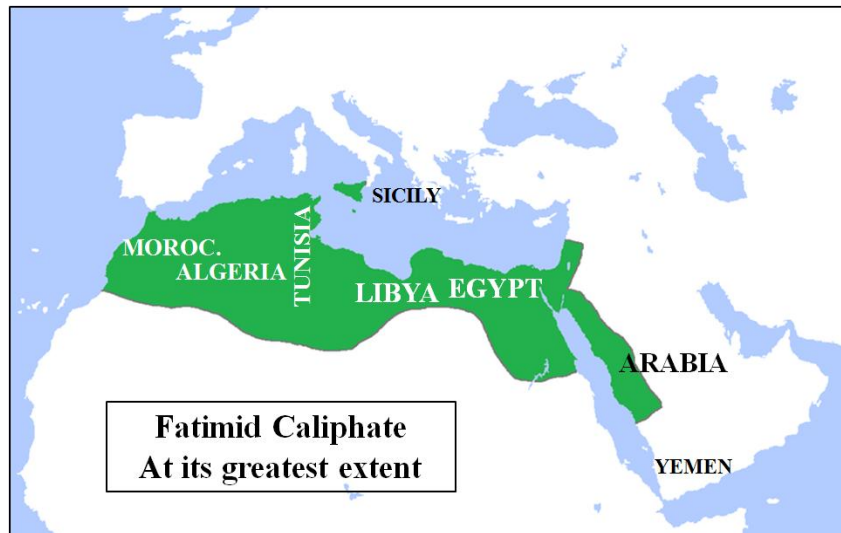 SICILY
MOROC.
ALGERIA
TUNISIA
LIBYA
EGYPT
ARABIA
Fatimid Caliphate
At its greatest extent
YEMEN